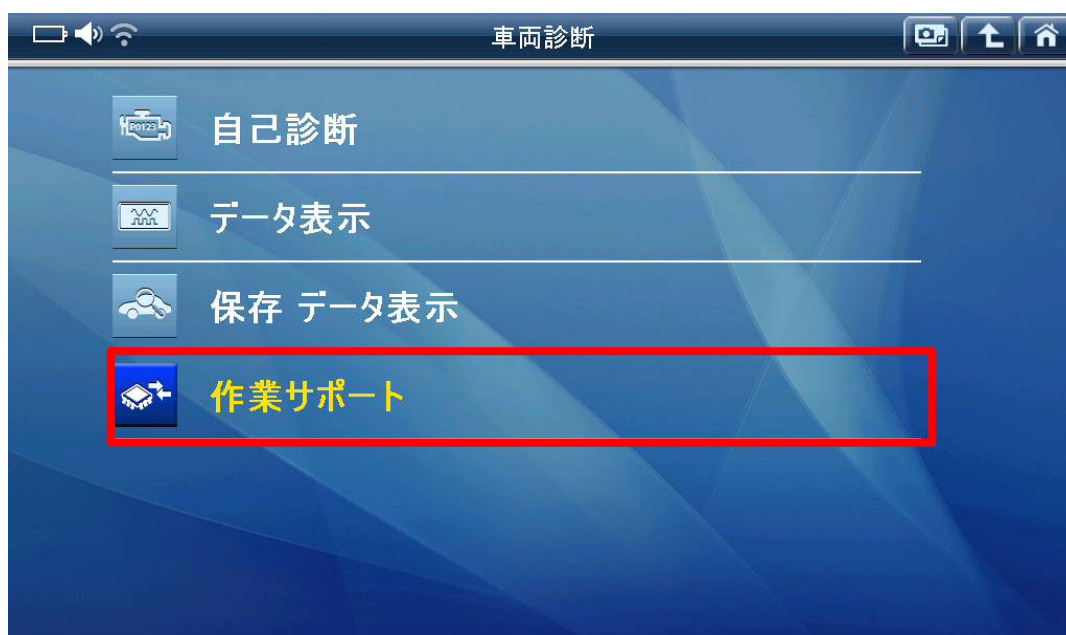 車両診断
P0123
自己診断
データ表示
保存 データ表示
作業サポート